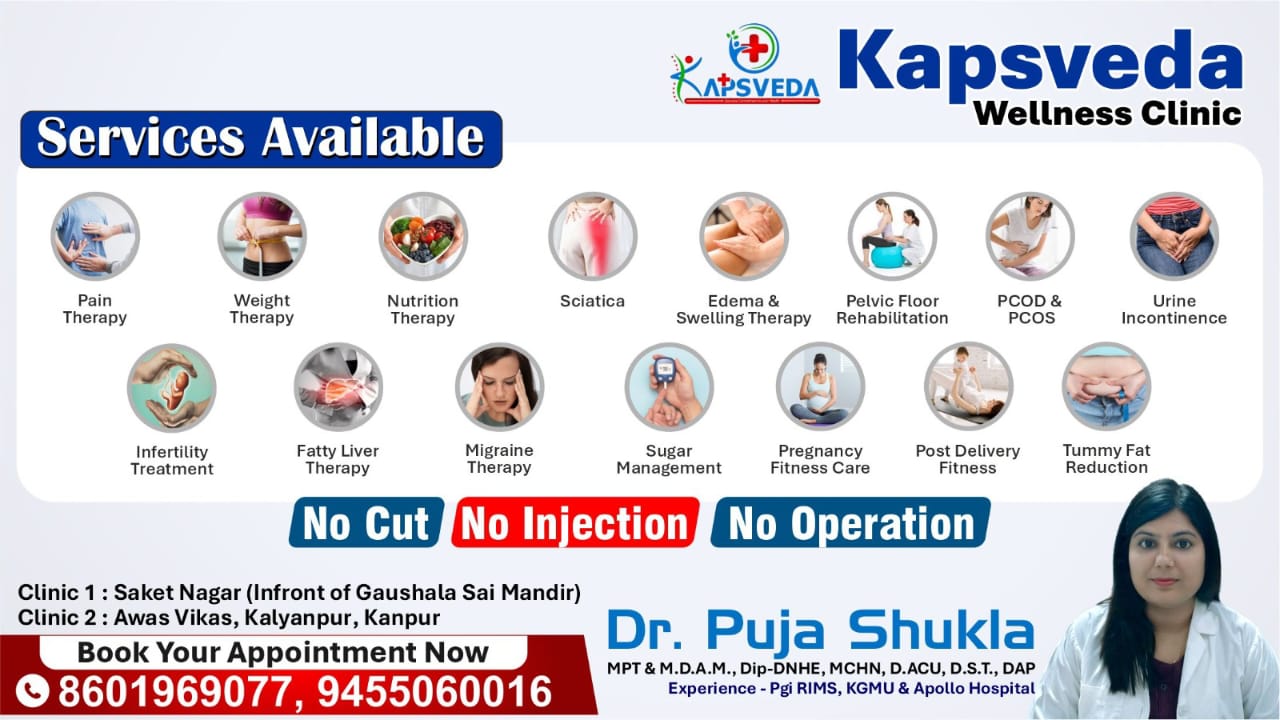 KAPSVEDA
Kapsveda
Wellness Clinic
Services Available
Pain
Therapy
Weight
Therapy
Nutrition
Therapy
Sciatica
Edema &
Swelling Therapy
Pelvic Floor
Rehabilitation
PCOD &
PCOS
Urine
Incontinence
Infertility
Treatment
Fatty Liver
Therapy
Migraine
Therapy
Sugar
Management
Pregnancy
Fitness Care
Post Delivery
Fitness
Tummy Fat
Reduction
No Cut
No Injection
No Operation
Clinic 1 : Saket Nagar (Infront of Gaushala Sai Mandir)
Clinic 2 : Awas Vikas, Kalyanpur, Kanpur
Book Your Appointment Now
8601969077, 9455060016
Dr. Puja Shukla
MPT & M.D.A.M., Dip-DNHE, MCHN, D.ACU, D.S.T., DAP
Experience - Pgi RIMS, KGMU & Apollo Hospital